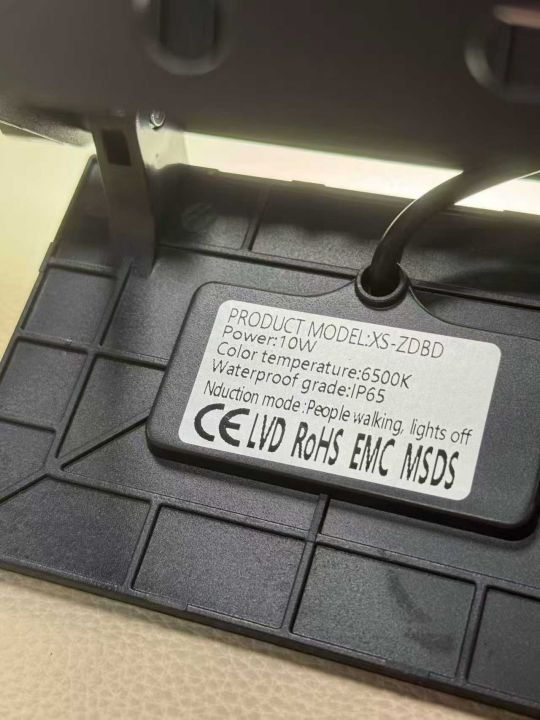 PRODUCT MODEL:XS-ZDBD
Power:10W
Color temperature:6500K
Waterproof grade:IP65
Nduction mode:People walking, lights off
CE LVD RoHS EMC MSDS